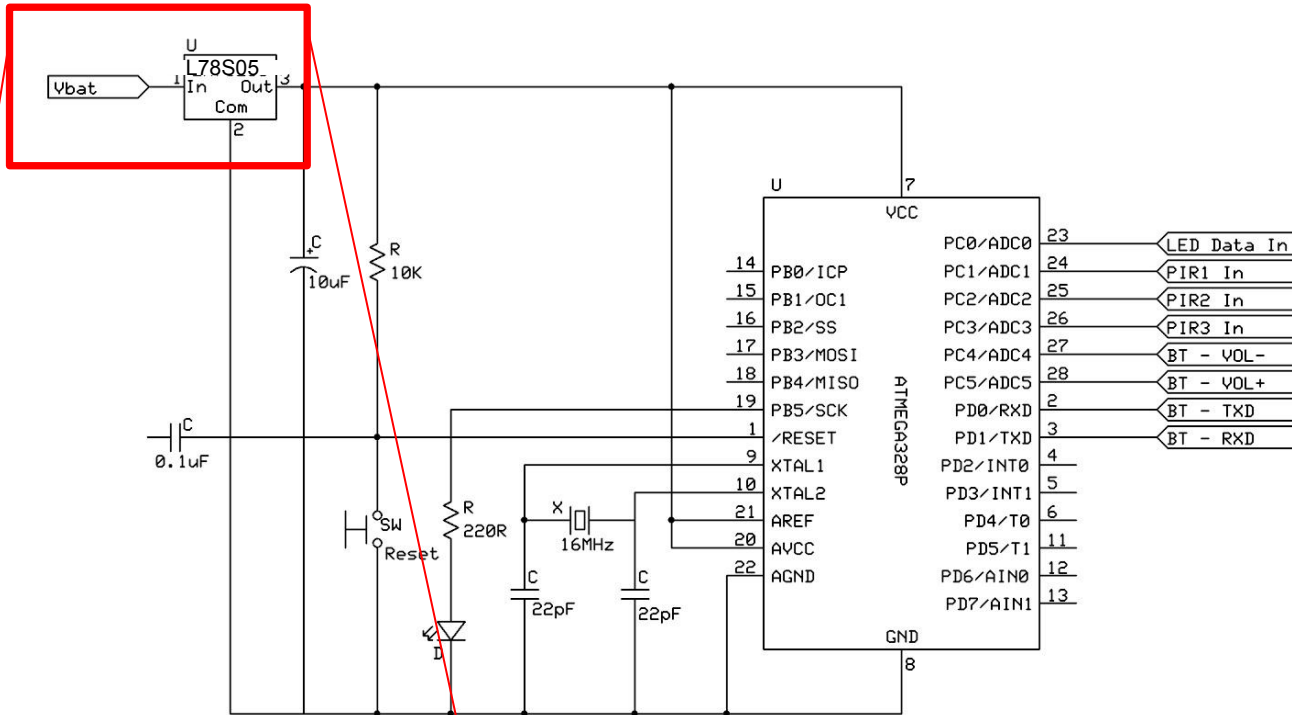 U
L78S05
Vbat
1
In
Out
3
Com
2
C
+
10uF
R
10K
C
0.1uF
SW
Reset
R
220R
D
X
16MHz
C
22pF
C
22pF
U
7
VCC
14 PB0/ICP
15 PB1/OC1
16 PB2/SS
17 PB3/MOSI
18 PB4/MISO
19 PB5/SCK
1 /RESET
9 XTAL1
10 XTAL2
21 AREF
20 AVCC
22 AGND
ATMEGA328P
PC0/ADC0 23 LED Data In
PC1/ADC1 24 PIR1 In
PC2/ADC2 25 PIR2 In
PC3/ADC3 26 PIR3 In
PC4/ADC4 27 BT - VOL-
PC5/ADC5 28 BT - VOL+
PD0/RXD 2 BT - TXD
PD1/TXD 3 BT - RXD
PD2/INT0 4
PD3/INT1 5
PD4/T0 6
PD5/T1 11
PD6/AIN0 12
PD7/AIN1 13
GND
8